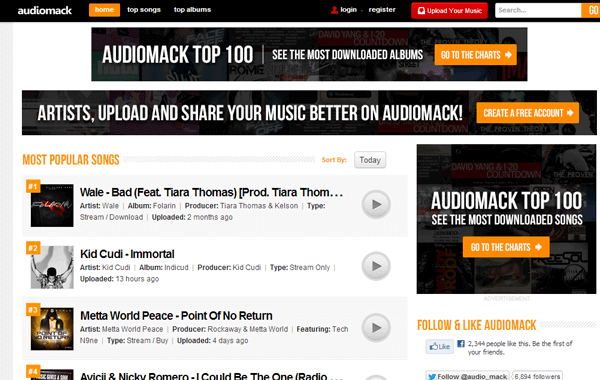 audiomack
home top songs top albums login - register Upload Your Music Search... GO
AUDIOMACK TOP 100 | SEE THE MOST DOWNLOADED ALBUMS GO TO THE CHARTS
ARTISTS, UPLOAD AND SHARE YOUR MUSIC BETTER ON AUDIOMACK! CREATE A FREE ACCOUNT
MOST POPULAR SONGS Sort By: Today
#1
Wale - Bad (Feat. Tiara Thomas) [Prod. Tiara Thom...
Artist: Wale | Album: Folarin | Producer: Tiara Thomas & Kelson | Type:
Stream / Download | Uploaded: 2 months ago
#2
Kid Cudi - Immortal
Artist: Kid Cudi | Album: Indicud | Producer: Kid Cudi | Type: Stream Only |
Uploaded: 13 hours ago
#3
Metta World Peace - Point Of No Return
Artist: Metta World Peace | Producer: Rockaway & Metta World | Featuring: Tech
N9ne | Type: Stream / Buy | Uploaded: 4 days ago
POINT OF
NO RETURN
#4
Avicii & Nicky Romero - I Could Be The One (Radio
AUDIOMACK TOP 100
SEE THE MOST DOWNLOADED SONGS
GO TO THE CHARTS
ADVERTISEMENT
FOLLOW & LIKE AUDIOMACK
Like 2,344 people like this. Be the first of
your friends.
Follow @audio_mack 6,894 followers